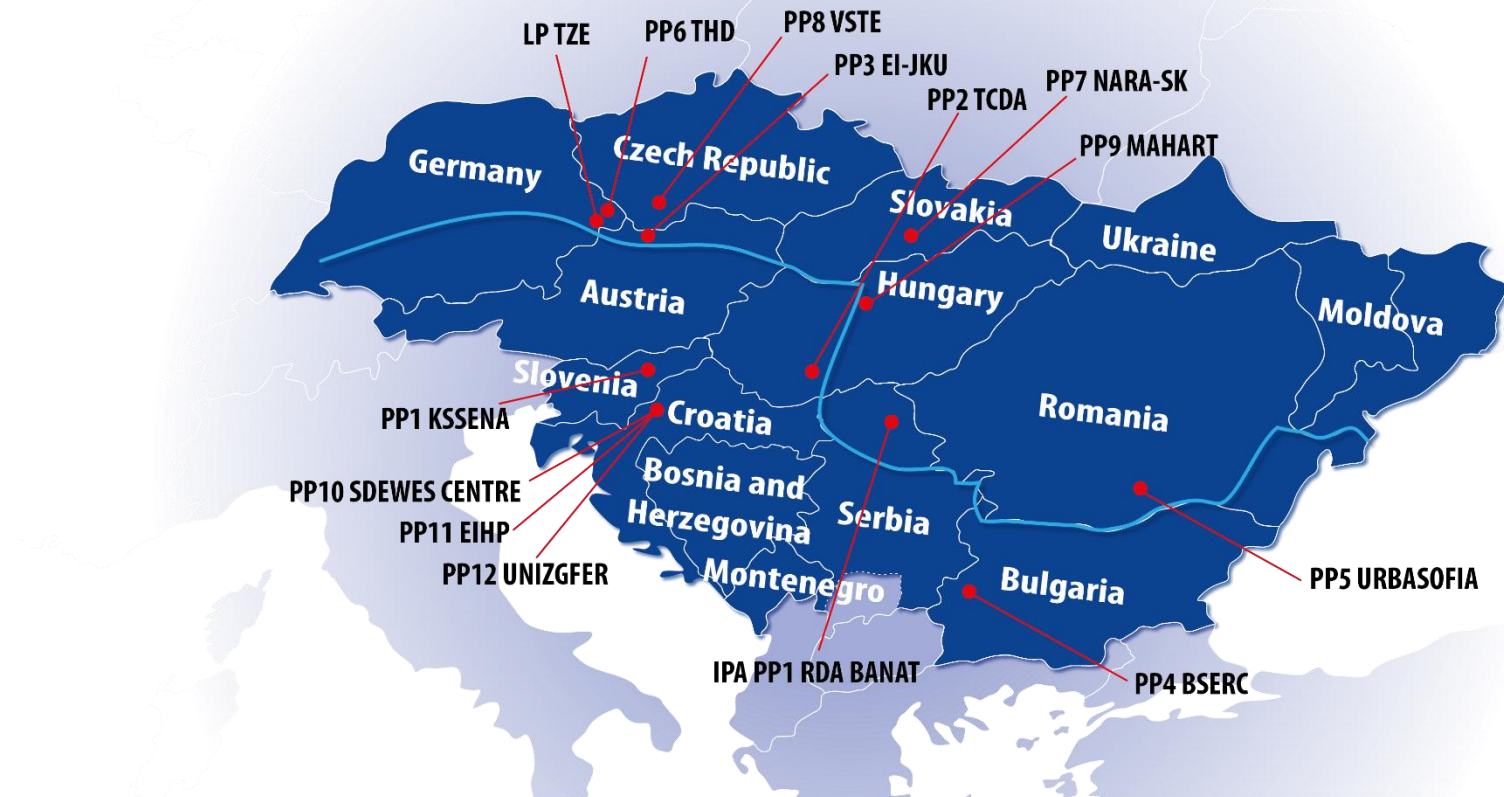 LP TZE
PP6 THD
PP8 VSTE
PP3 EI-JKU
PP2 TCDA
PP7 NARA-SK
PP9 MAHART
Germany
Czech Republic
Slovakia
Ukraine
Austria
Hungary
Moldova
Slovenia
PP1 KSSENA
Croatia
Romania
Bosnia and
Herzegovina
Serbia
PP10 SDEWES CENTRE
PP11 EIHP
PP12 UNIZGFER
Montenegro
Bulgaria
PP5 URBASOFIA
IPA PP1 RDA BANAT
PP4 BSERC